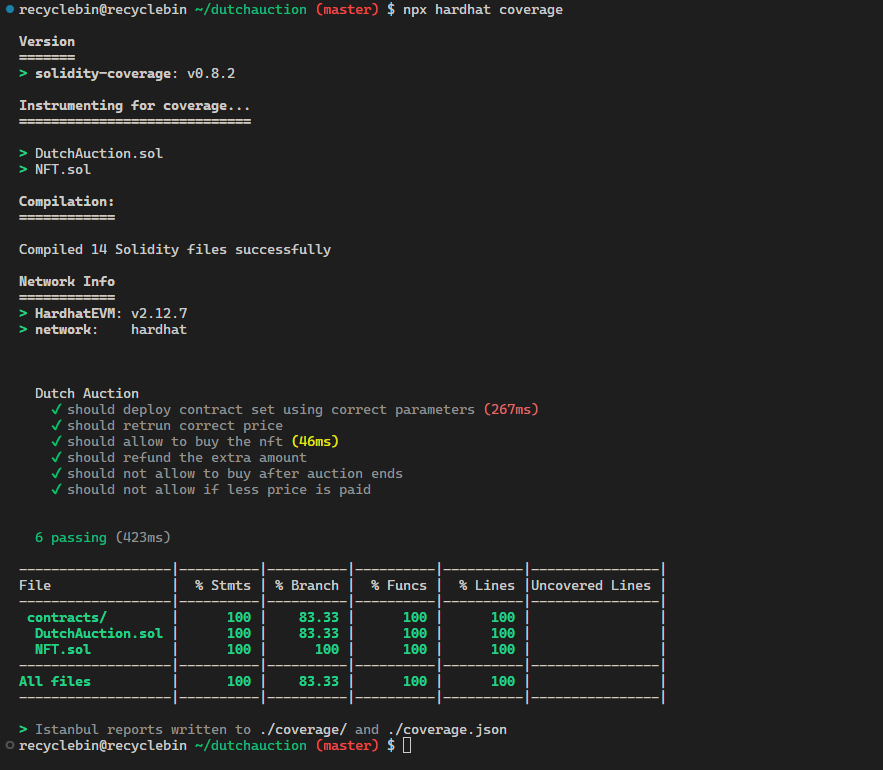 recyclebin@recyclebin ~/dutchauction (master) $ npx hardhat coverage
Version
=======
> solidity-coverage: v0.8.2
Instrumenting for coverage...
=============================
> DutchAuction.sol
> NFT.sol
Compilation:
============
Compiled 14 Solidity files successfully
Network Info
============
> HardhatEVM: v2.12.7
> network:    hardhat
Dutch Auction
✓ should deploy contract set using correct parameters (267ms)
✓ should retrun correct price
✓ should allow to buy the nft (46ms)
✓ should refund the extra amount
✓ should not allow to buy after auction ends
✓ should not allow if less price is paid
6 passing (423ms)
-------------------|----------|----------|----------|----------|----------------|
File               |  % Stmts | % Branch |  % Funcs |  % Lines |Uncovered Lines |
-------------------|----------|----------|----------|----------|----------------|
 contracts/        |      100 |    83.33 |      100 |      100 |                |
  DutchAuction.sol |      100 |    83.33 |      100 |      100 |                |
  NFT.sol          |      100 |      100 |      100 |      100 |                |
-------------------|----------|----------|----------|----------|----------------|
All files          |      100 |    83.33 |      100 |      100 |                |
-------------------|----------|----------|----------|----------|----------------|
> Istanbul reports written to ./coverage/ and ./coverage.json
recyclebin@recyclebin ~/dutchauction (master) $